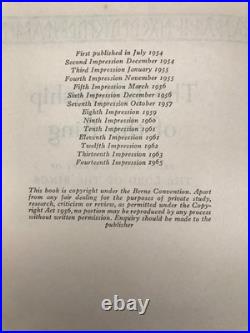 First published in July 1954
Second Impression December 1954
Third Impression January 1955
Fourth Impression November 1955
Fifth Impression March 1956
Sixth Impression December 1956
Seventh Impression October 1957
Eighth Impression 1959
Ninth Impression 1960
Tenth Impression 1961
Eleventh Impression 1961
Twelfth Impression 1962
Thirteenth Impression 1963
Fourteenth Impression 1965
This book is copyright under the Berne Convention. Apart
from any fair dealing for the purposes of private study,
research, criticism or review, as permitted under the Copy-
right Act 1956, no portion may be reproduced by any process
without written permission. Enquiry should be made to the
publisher